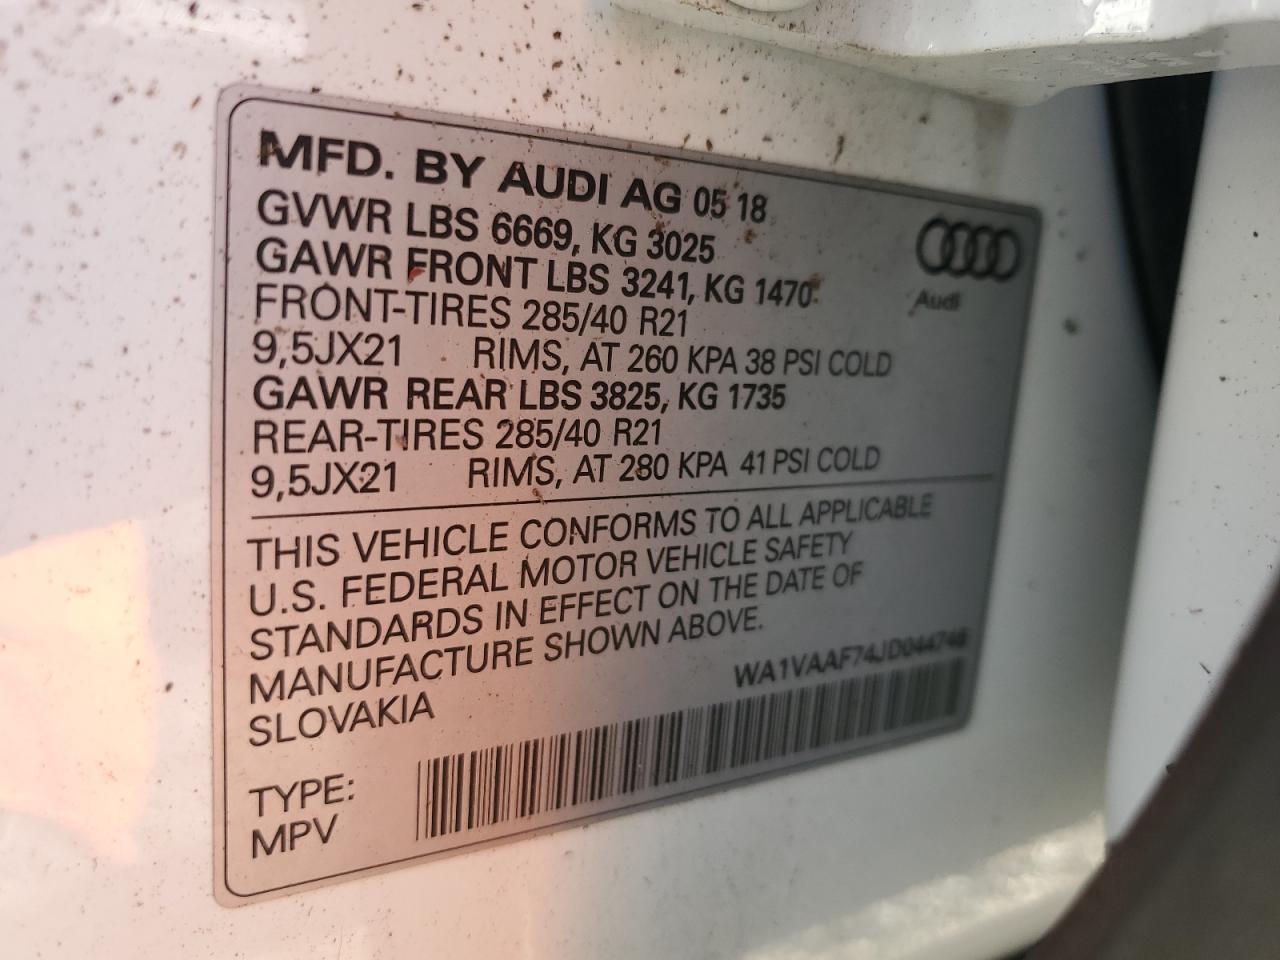 MFD. BY AUDI AG 05 18
GVWR LBS 6669, KG 3025
GAWR FRONT LBS 3241, KG 1470
FRONT-TIRES 285/40 R21
9,5JX21 RIMS, AT 260 KPA 38 PSI COLD
GAWR REAR LBS 3825, KG 1735
REAR-TIRES 285/40 R21
9,5JX21 RIMS, AT 280 KPA 41 PSI COLD
Audi
THIS VEHICLE CONFORMS TO ALL APPLICABLE
U.S. FEDERAL MOTOR VEHICLE SAFETY
STANDARDS IN EFFECT ON THE DATE OF
MANUFACTURE SHOWN ABOVE.
SLOVAKIA
WA1VAAF74JD044746
TYPE:
MPV